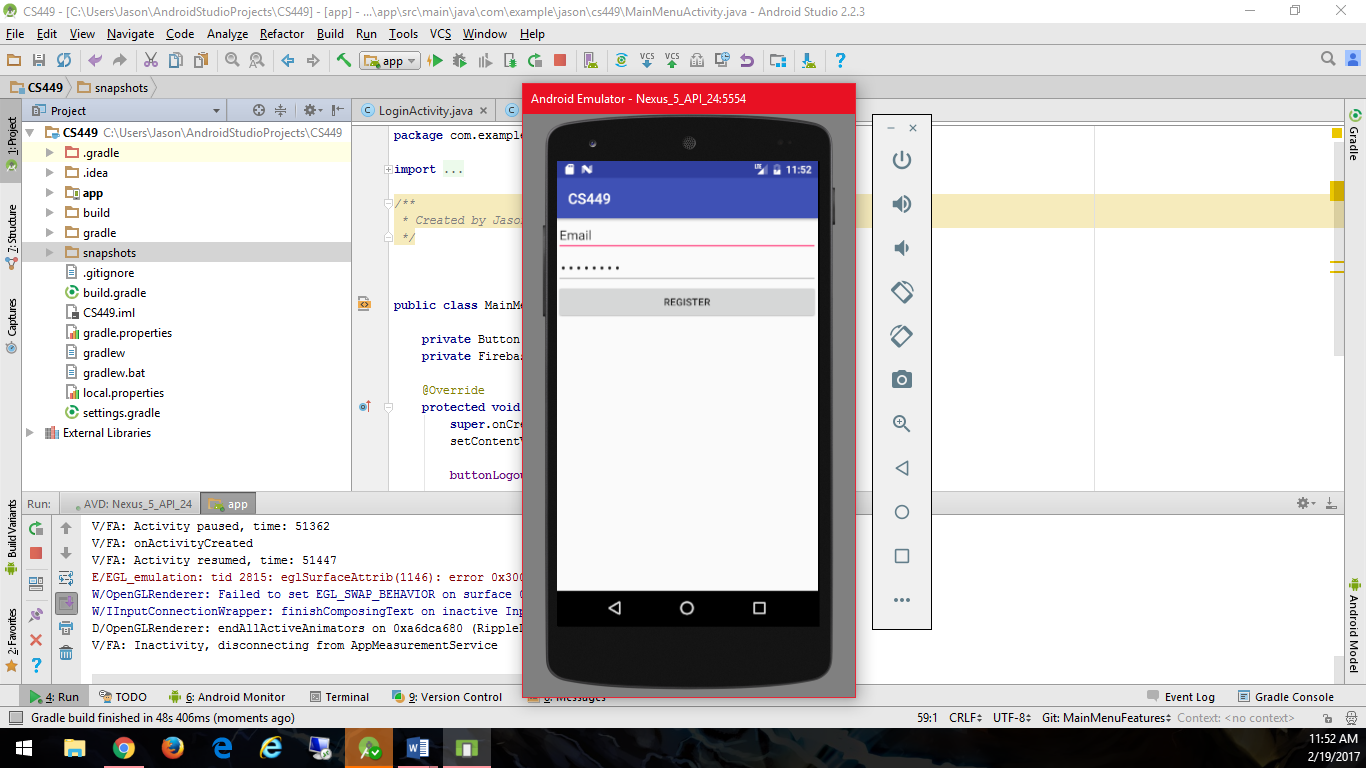 CS449 - [C:\Users\Jason\AndroidStudioProjects\CS449] - [app] - ...\app\src\main\java\com\example\jason\cs449\MainMenuActivity.java - Android Studio 2.2.3
File Edit View Navigate Code Analyze Refactor Build Run Tools VCS Window Help
app
VCS VCS
CS449 snapshots
Project
LoginActivity.java
1: Project
7: Structure
Captures
Build Variants
2: Favorites
CS449 C:\Users\Jason\AndroidStudioProjects\CS449
.gradle
.idea
app
build
gradle
snapshots
.gitignore
build.gradle
CS449.iml
gradle.properties
gradlew
gradlew.bat
local.properties
settings.gradle
External Libraries
package com.example
import ...
/**
* Created by Jason
*/
public class MainMe
private Button
private Firebas
@Override
protected void
super.onCre
setContentV
buttonLogou
Android Emulator - Nexus_5_API_24:5554
11:52
CS449
Email
••••••••
REGISTER
Gradle
Android Model
Run: AVD: Nexus_5_API_24 app
V/FA: Activity paused, time: 51362
V/FA: onActivityCreated
V/FA: Activity resumed, time: 51447
E/EGL_emulation: tid 2815: eglSurfaceAttrib(1146): error 0x300
W/OpenGLRenderer: Failed to set EGL_SWAP_BEHAVIOR on surface 0
W/IInputConnectionWrapper: finishComposingText on inactive Inp
D/OpenGLRenderer: endAllActiveAnimators on 0xa6dca680 (RippleD
V/FA: Inactivity, disconnecting from AppMeasurementService
4: Run TODO 6: Android Monitor Terminal 9: Version Control 0: Messages Event Log Gradle Console
Gradle build finished in 48s 406ms (moments ago) 59:1 CRLF UTF-8 Git: MainMenuFeatures Context: <no context>
11:52 AM
2/19/2017